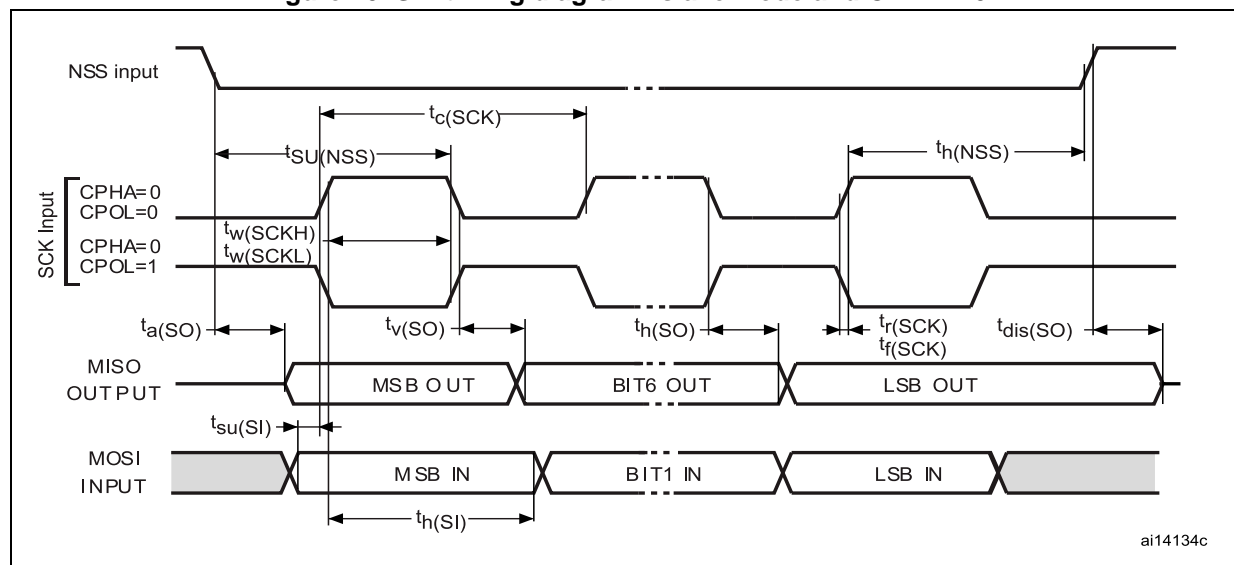 NSS input
tc(SCK)
tSU(NSS)
th(NSS)
SCK Input
CPHA=0
CPOL=0
tw(SCKH)
CPHA=0
tw(SCKL)
CPOL=1
ta(SO)
tv(SO)
th(SO)
tr(SCK)
tf(SCK)
tdis(SO)
MISO
OUTPUT
MSB OUT
BIT6 OUT
LSB OUT
tsu(SI)
MOSI
INPUT
MSB IN
BIT1 IN
LSB IN
th(SI)
ai14134c